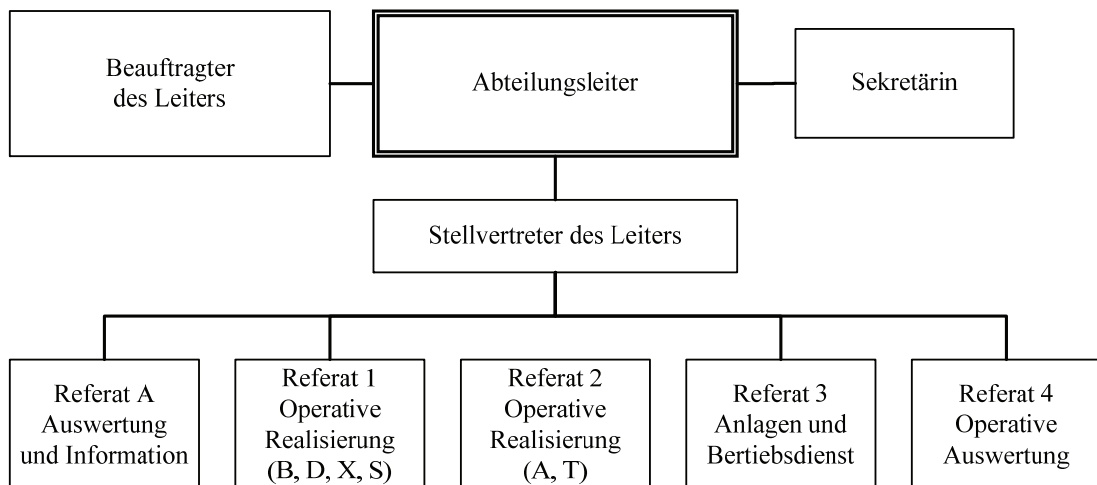 Beauftragter
des Leiters
Abteilungsleiter
Sekretärin
Stellvertreter des Leiters
Referat A
Auswertung
und Information
Referat 1
Operative
Realisierung
(B, D, X, S)
Referat 2
Operative
Realisierung
(A, T)
Referat 3
Anlagen und
Bertiebsdienst
Referat 4
Operative
Auswertung